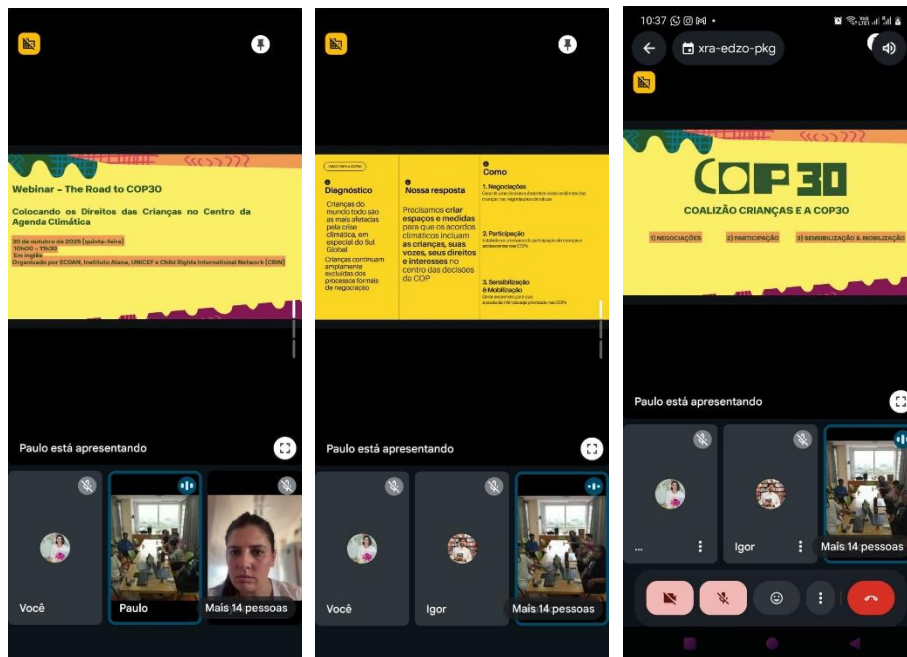 Webinar – The Road to COP30
Colocando os Direitos das Crianças no Centro da
Agenda Climática
30 de outubro de 2025 (quinta-feira)
10h00 – 11h30
Em inglês
Organizado por ECOAN, Instituto Alana, UNICEF e Child Rights International Network (CRIN)
Paulo está apresentando
Você
Paulo
Mais 14 pessoas
Diagnóstico
Crianças do
mundo todo são
as mais afetadas
pela crise
climática, em
especial do Sul
Global
Crianças continuam
amplamente
excluídas dos
processos formais
de negociação
Nossa resposta
Precisamos criar
espaços e medidas
para que os acordos
climáticos incluam
as crianças, suas
vozes, seus direitos
e interesses no
centro das decisões
da COP
Como
1. Negociações
2. Participação
3. Sensibilização
& Mobilização
Paulo está apresentando
Você
Igor
Mais 14 pessoas
10:37
xra-edzo-pkg
COP30
COALIZÃO CRIANÇAS E A COP30
1) NEGOCIAÇÕES
2) PARTICIPAÇÃO
3) SENSIBILIZAÇÃO & MOBILIZAÇÃO
Paulo está apresentando
...
Igor
Mais 14 pessoas